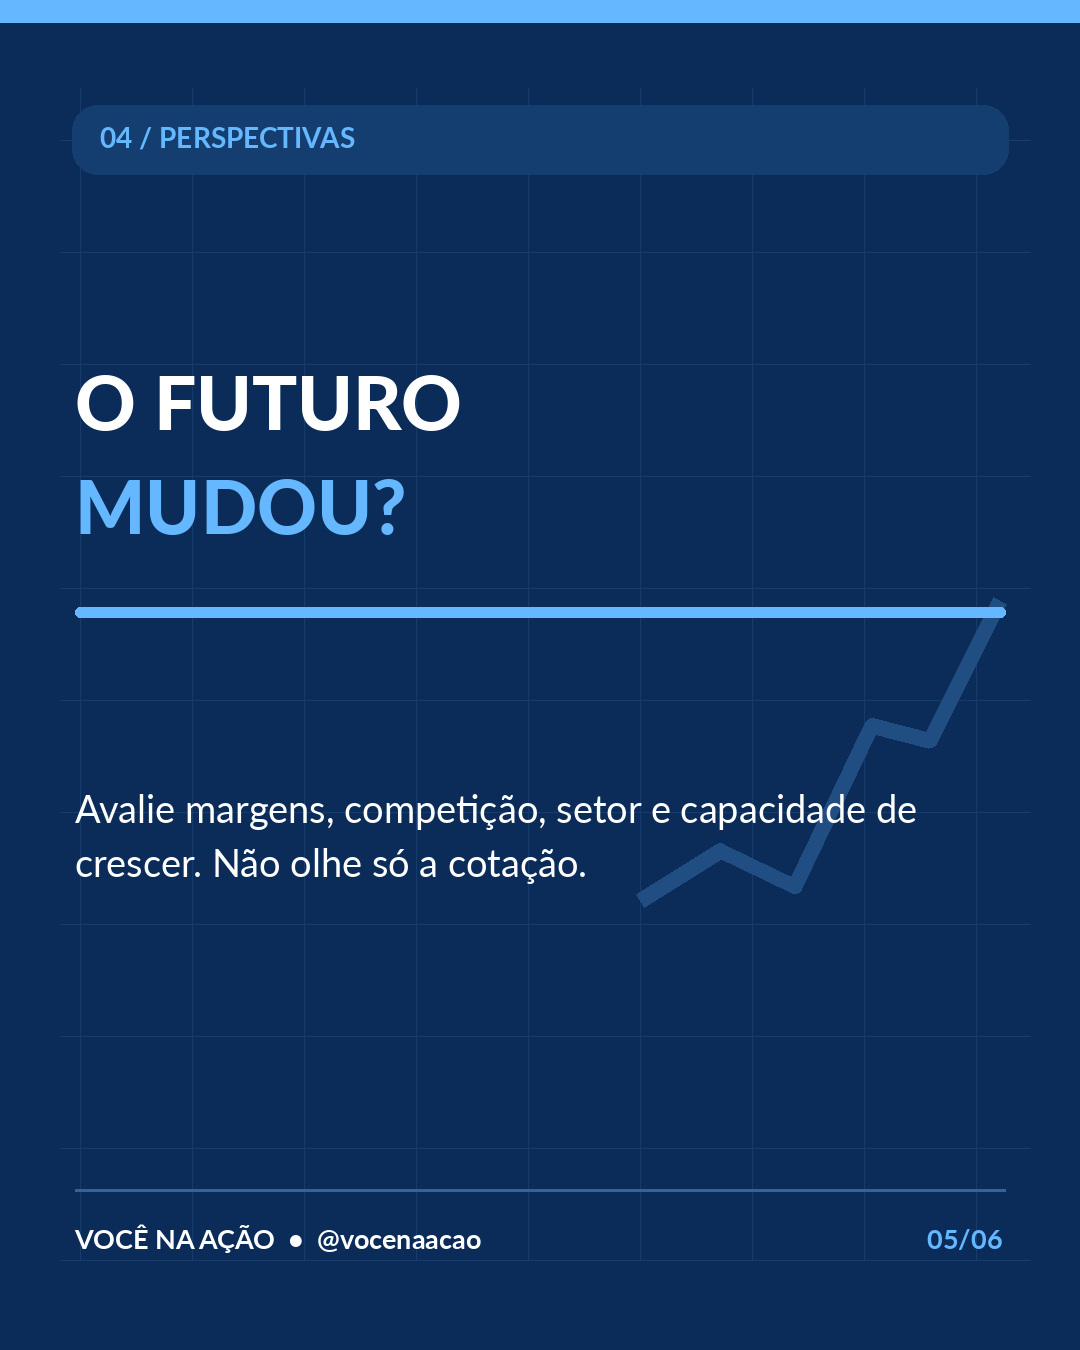 04 / PERSPECTIVAS
O FUTURO
MUDOU?
Avalie margens, competição, setor e capacidade de
crescer. Não olhe só a cotação.
VOCÊ NA AÇÃO ● @vocenaacao
05/06